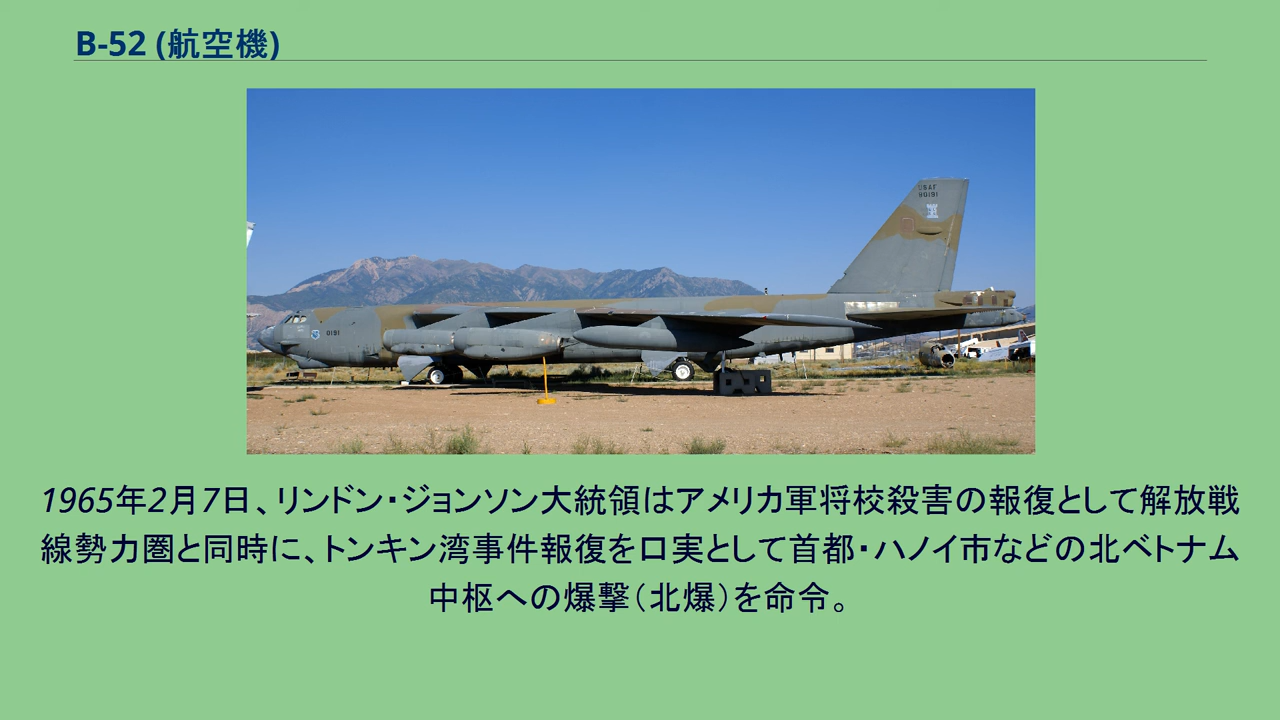 B-52 (航空機)
USAF
90191
0191
1965年2月7日、リンドン・ジョンソン大統領はアメリカ軍将校殺害の報復として解放戦
線勢力圏と同時に、トンキン湾事件報復を口実として首都・ハノイ市などの北ベトナム
中枢への爆撃（北爆）を命令。